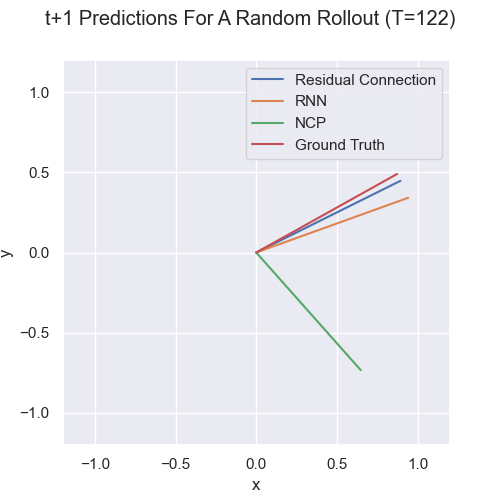 t+1 Predictions For A Random Rollout (T=122)
Residual Connection
RNN
NCP
Ground Truth
1.0
0.5
0.0
−0.5
−1.0
y
−1.0 −0.5 0.0 0.5 1.0
x